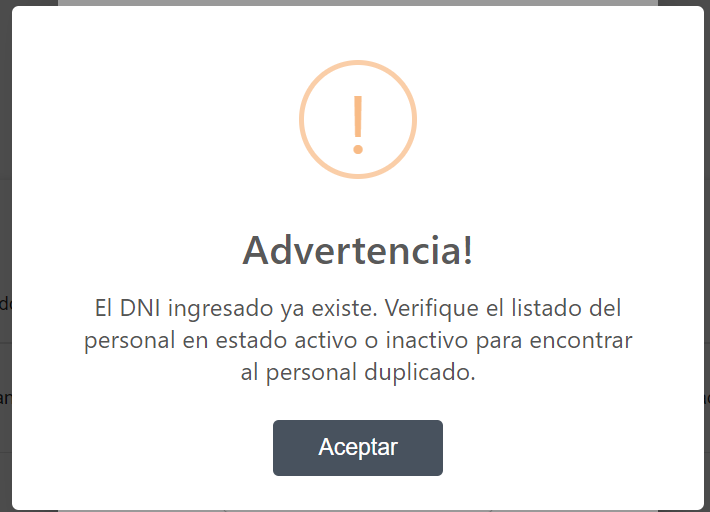 !
Advertencia!
El DNI ingresado ya existe. Verifique el listado del
personal en estado activo o inactivo para encontrar
al personal duplicado.
Aceptar